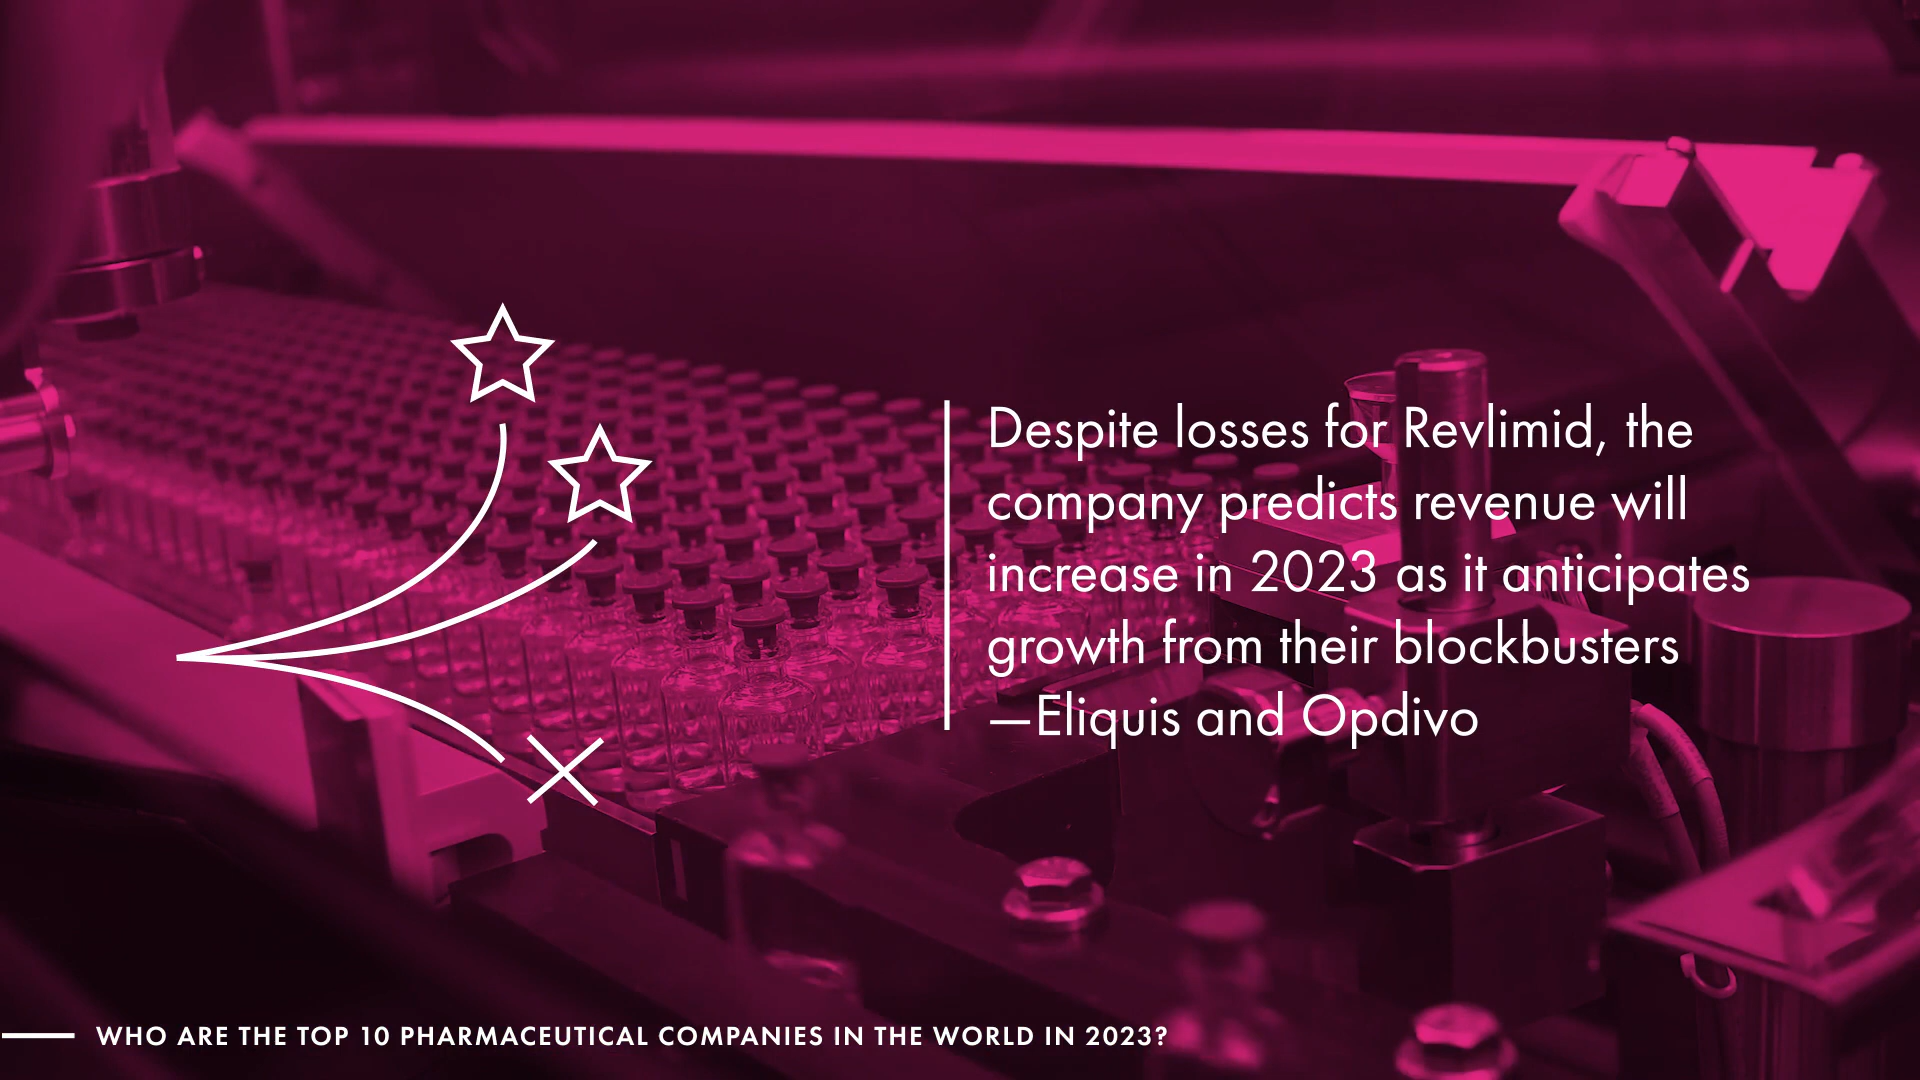 Despite losses for Revlimid, the
company predicts revenue will
increase in 2023 as it anticipates
growth from their blockbusters
—Eliquis and Opdivo
WHO ARE THE TOP 10 PHARMACEUTICAL COMPANIES IN THE WORLD IN 2023?